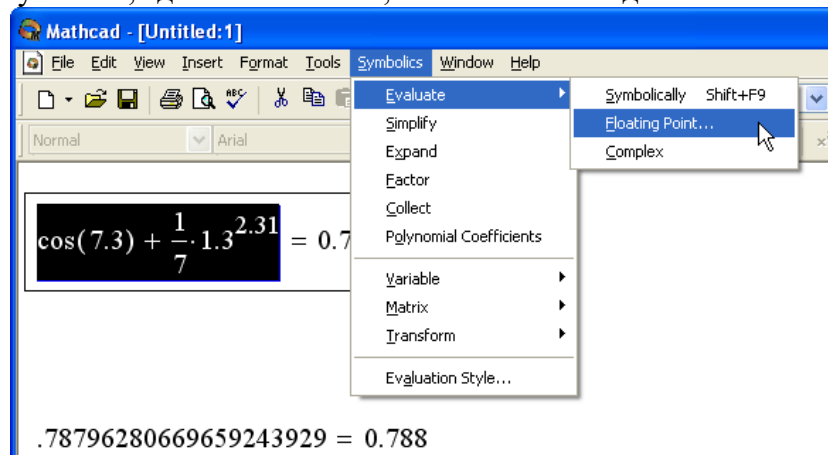 Mathcad - [Untitled:1]
File Edit View Insert Format Tools Symbolics Window Help
Evaluate
Symbolically Shift+F9
Floating Point...
Complex
Simplify
Expand
Factor
Collect
Polynomial Coefficients
Variable
Matrix
Transform
Evaluation Style...
Normal Arial
cos(7.3) + 1/7 · 1.3^2.31 = 0.7
.78796280669659243929 = 0.788